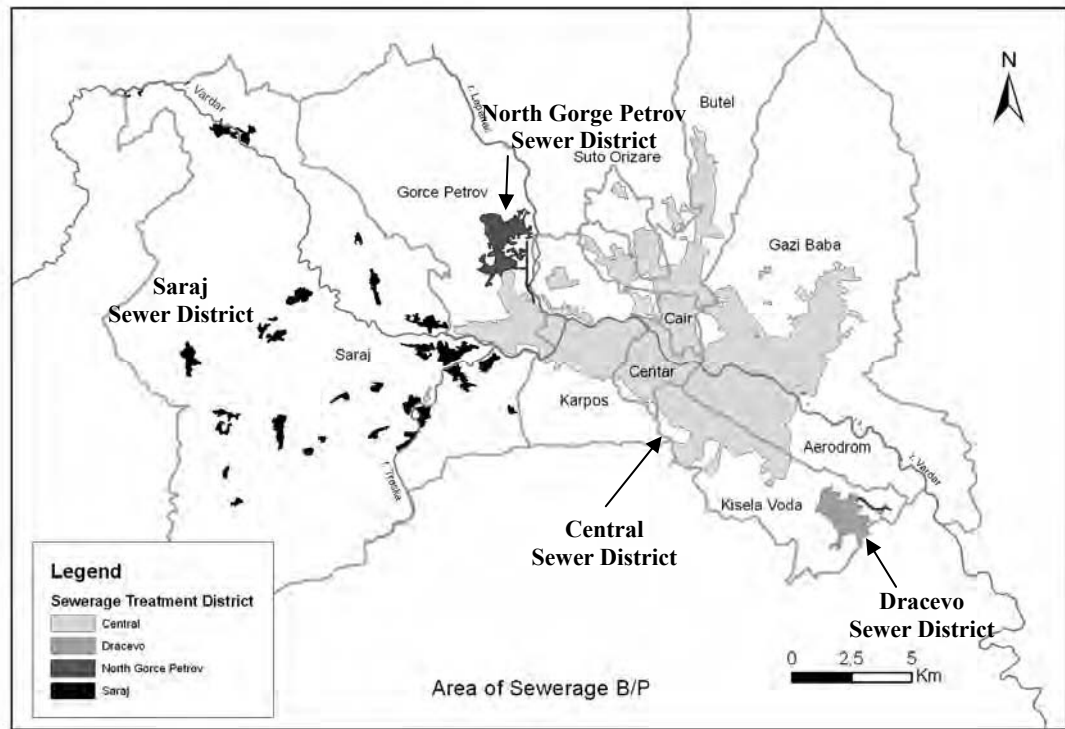 N
Butel
Vardar
North Gorge Petrov
Sewer District
Suto Orizare
Gorce Petrov
Gazi Baba
Saraj
Sewer District
Cair
Saraj
Centar
Karpos
Aerodrom
r. Vardar
r. Treska
Kisela Voda
Central
Sewer District
Dracevo
Sewer District
Legend
Sewerage Treatment District
Central
Dracevo
North Gorce Petrov
Saraj
Area of Sewerage B/P
0 2.5 5
Km